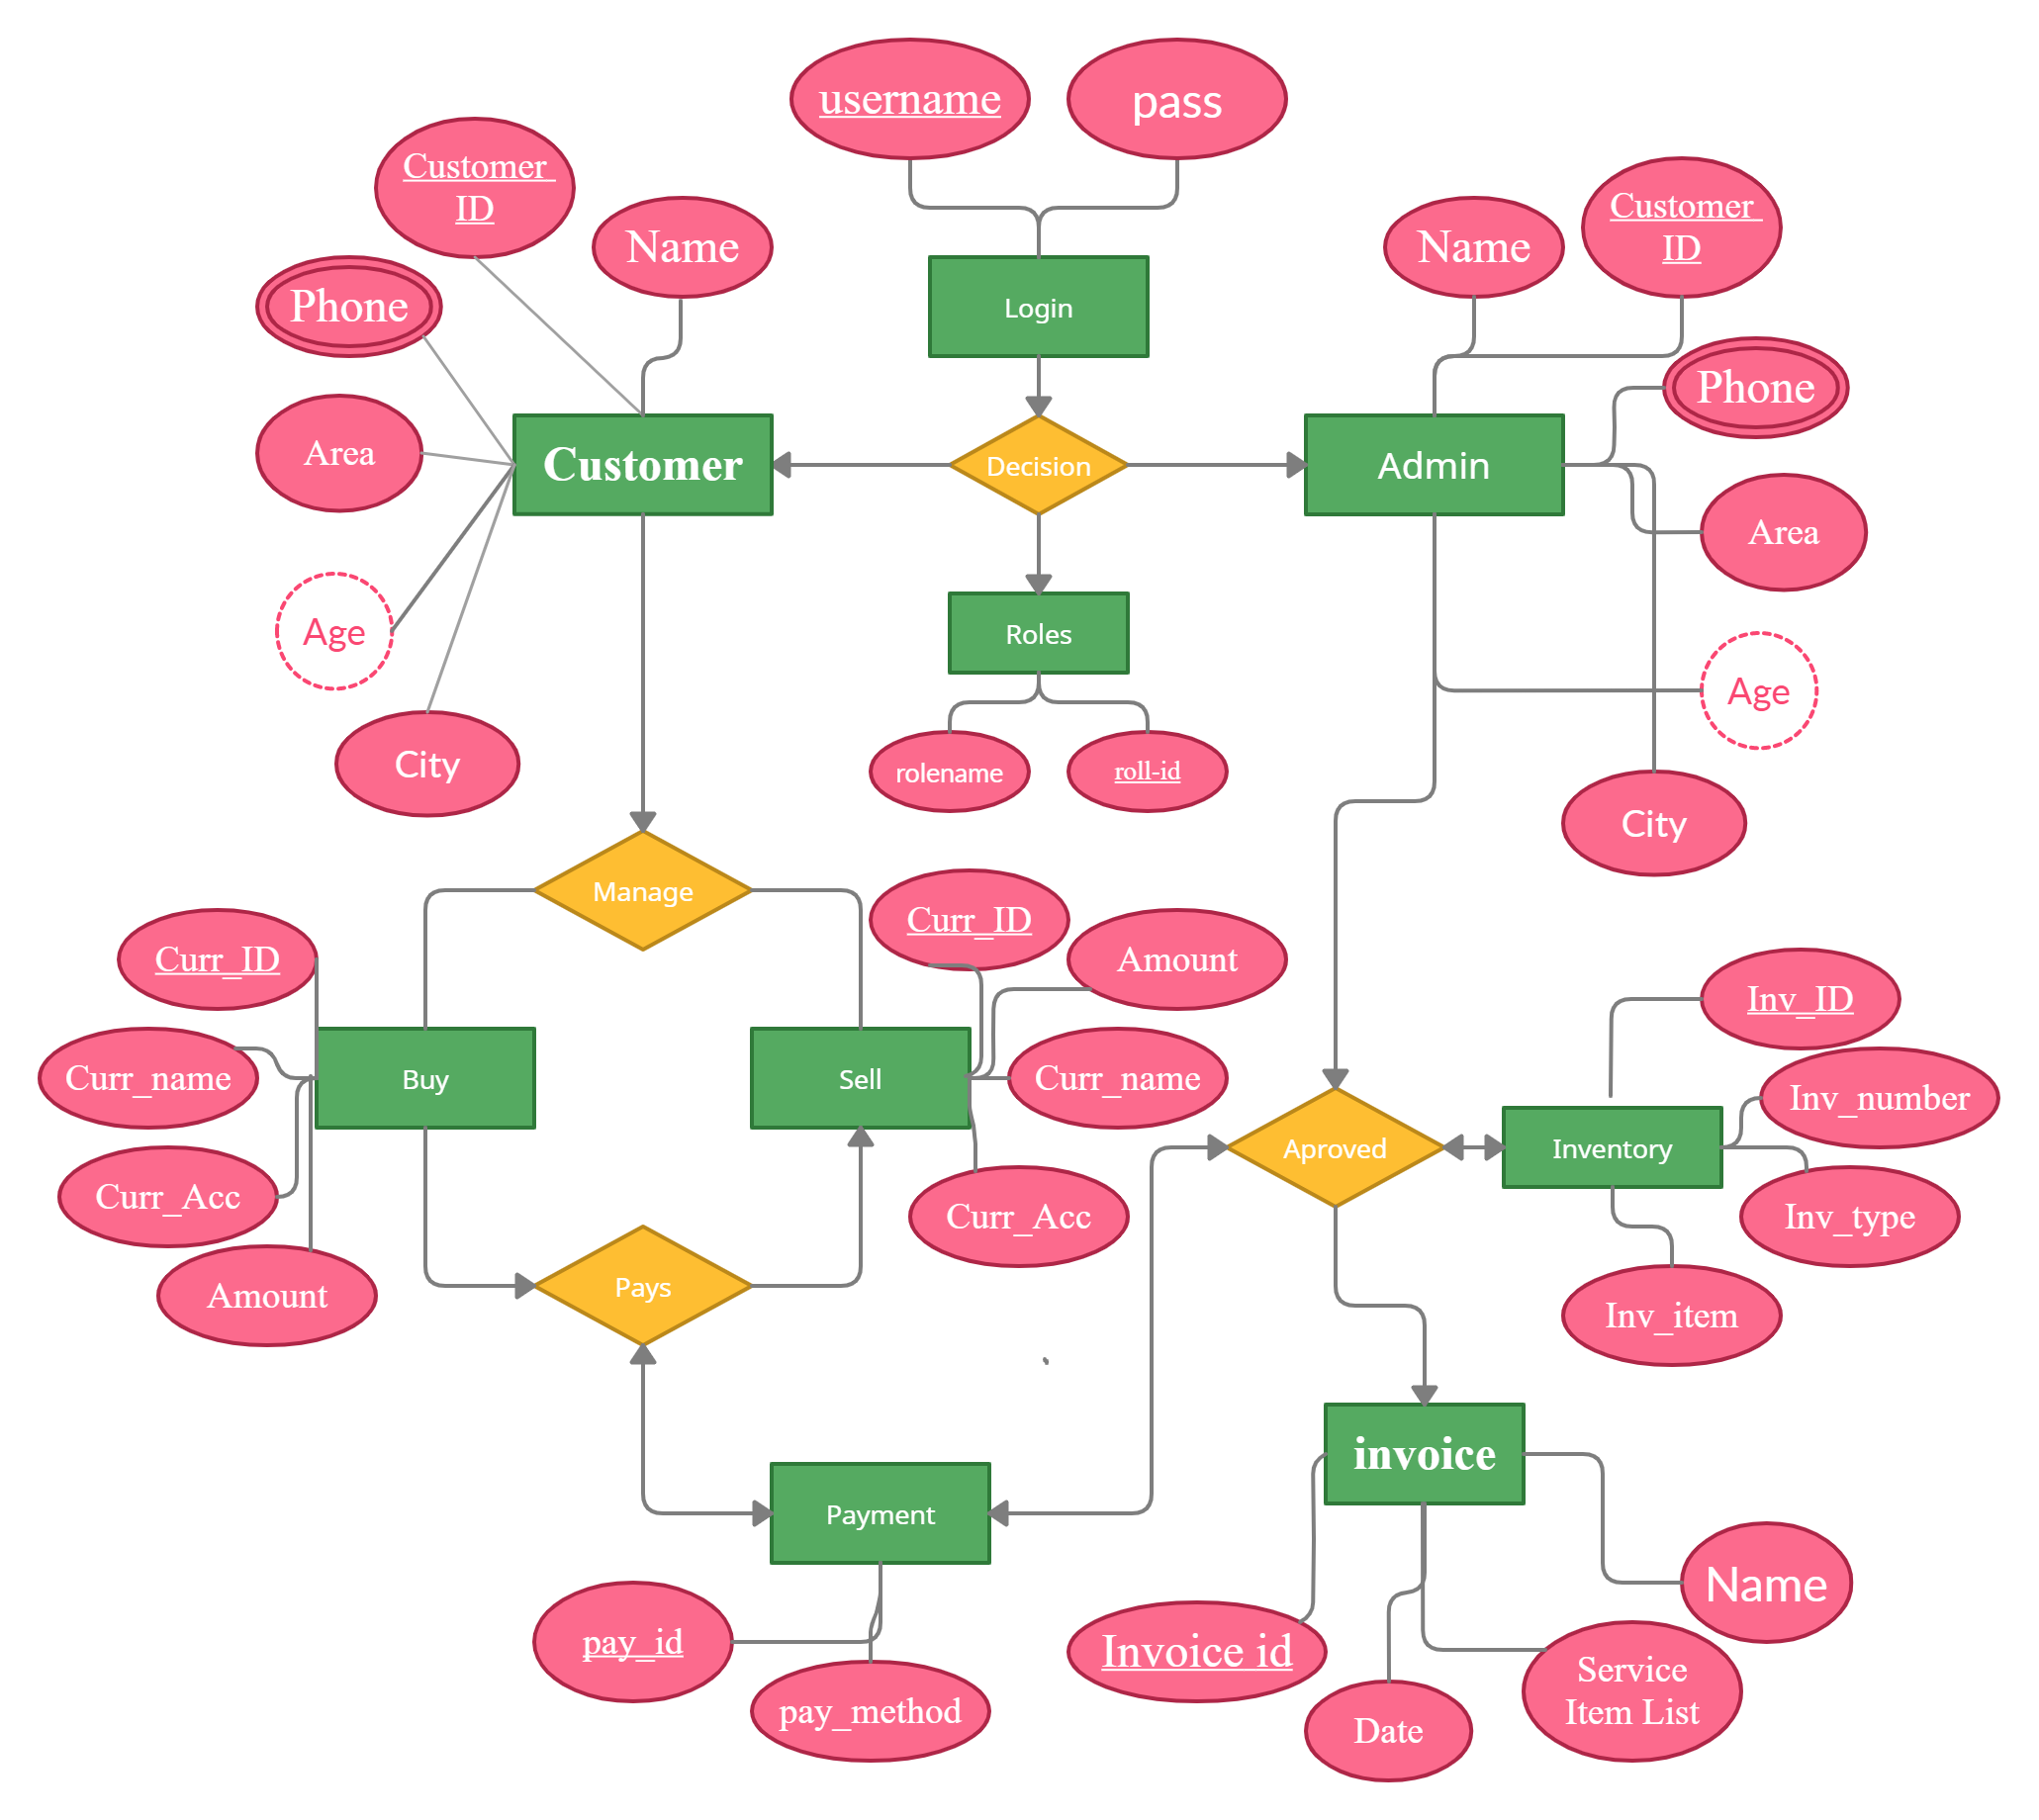 username
pass
Customer
ID
Name
Name
Customer
ID
Phone
Login
Phone
Area
Customer
Decision
Admin
Area
Age
Roles
Age
City
rolename
roll-id
City
Manage
Curr_ID
Curr_ID
Amount
Inv_ID
Curr_name
Buy
Sell
Curr_name
Inv_number
Aproved
Inventory
Curr_Acc
Curr_Acc
Inv_type
Amount
Pays
Inv_item
invoice
Payment
Name
pay_id
Invoice id
Service
Item List
pay_method
Date